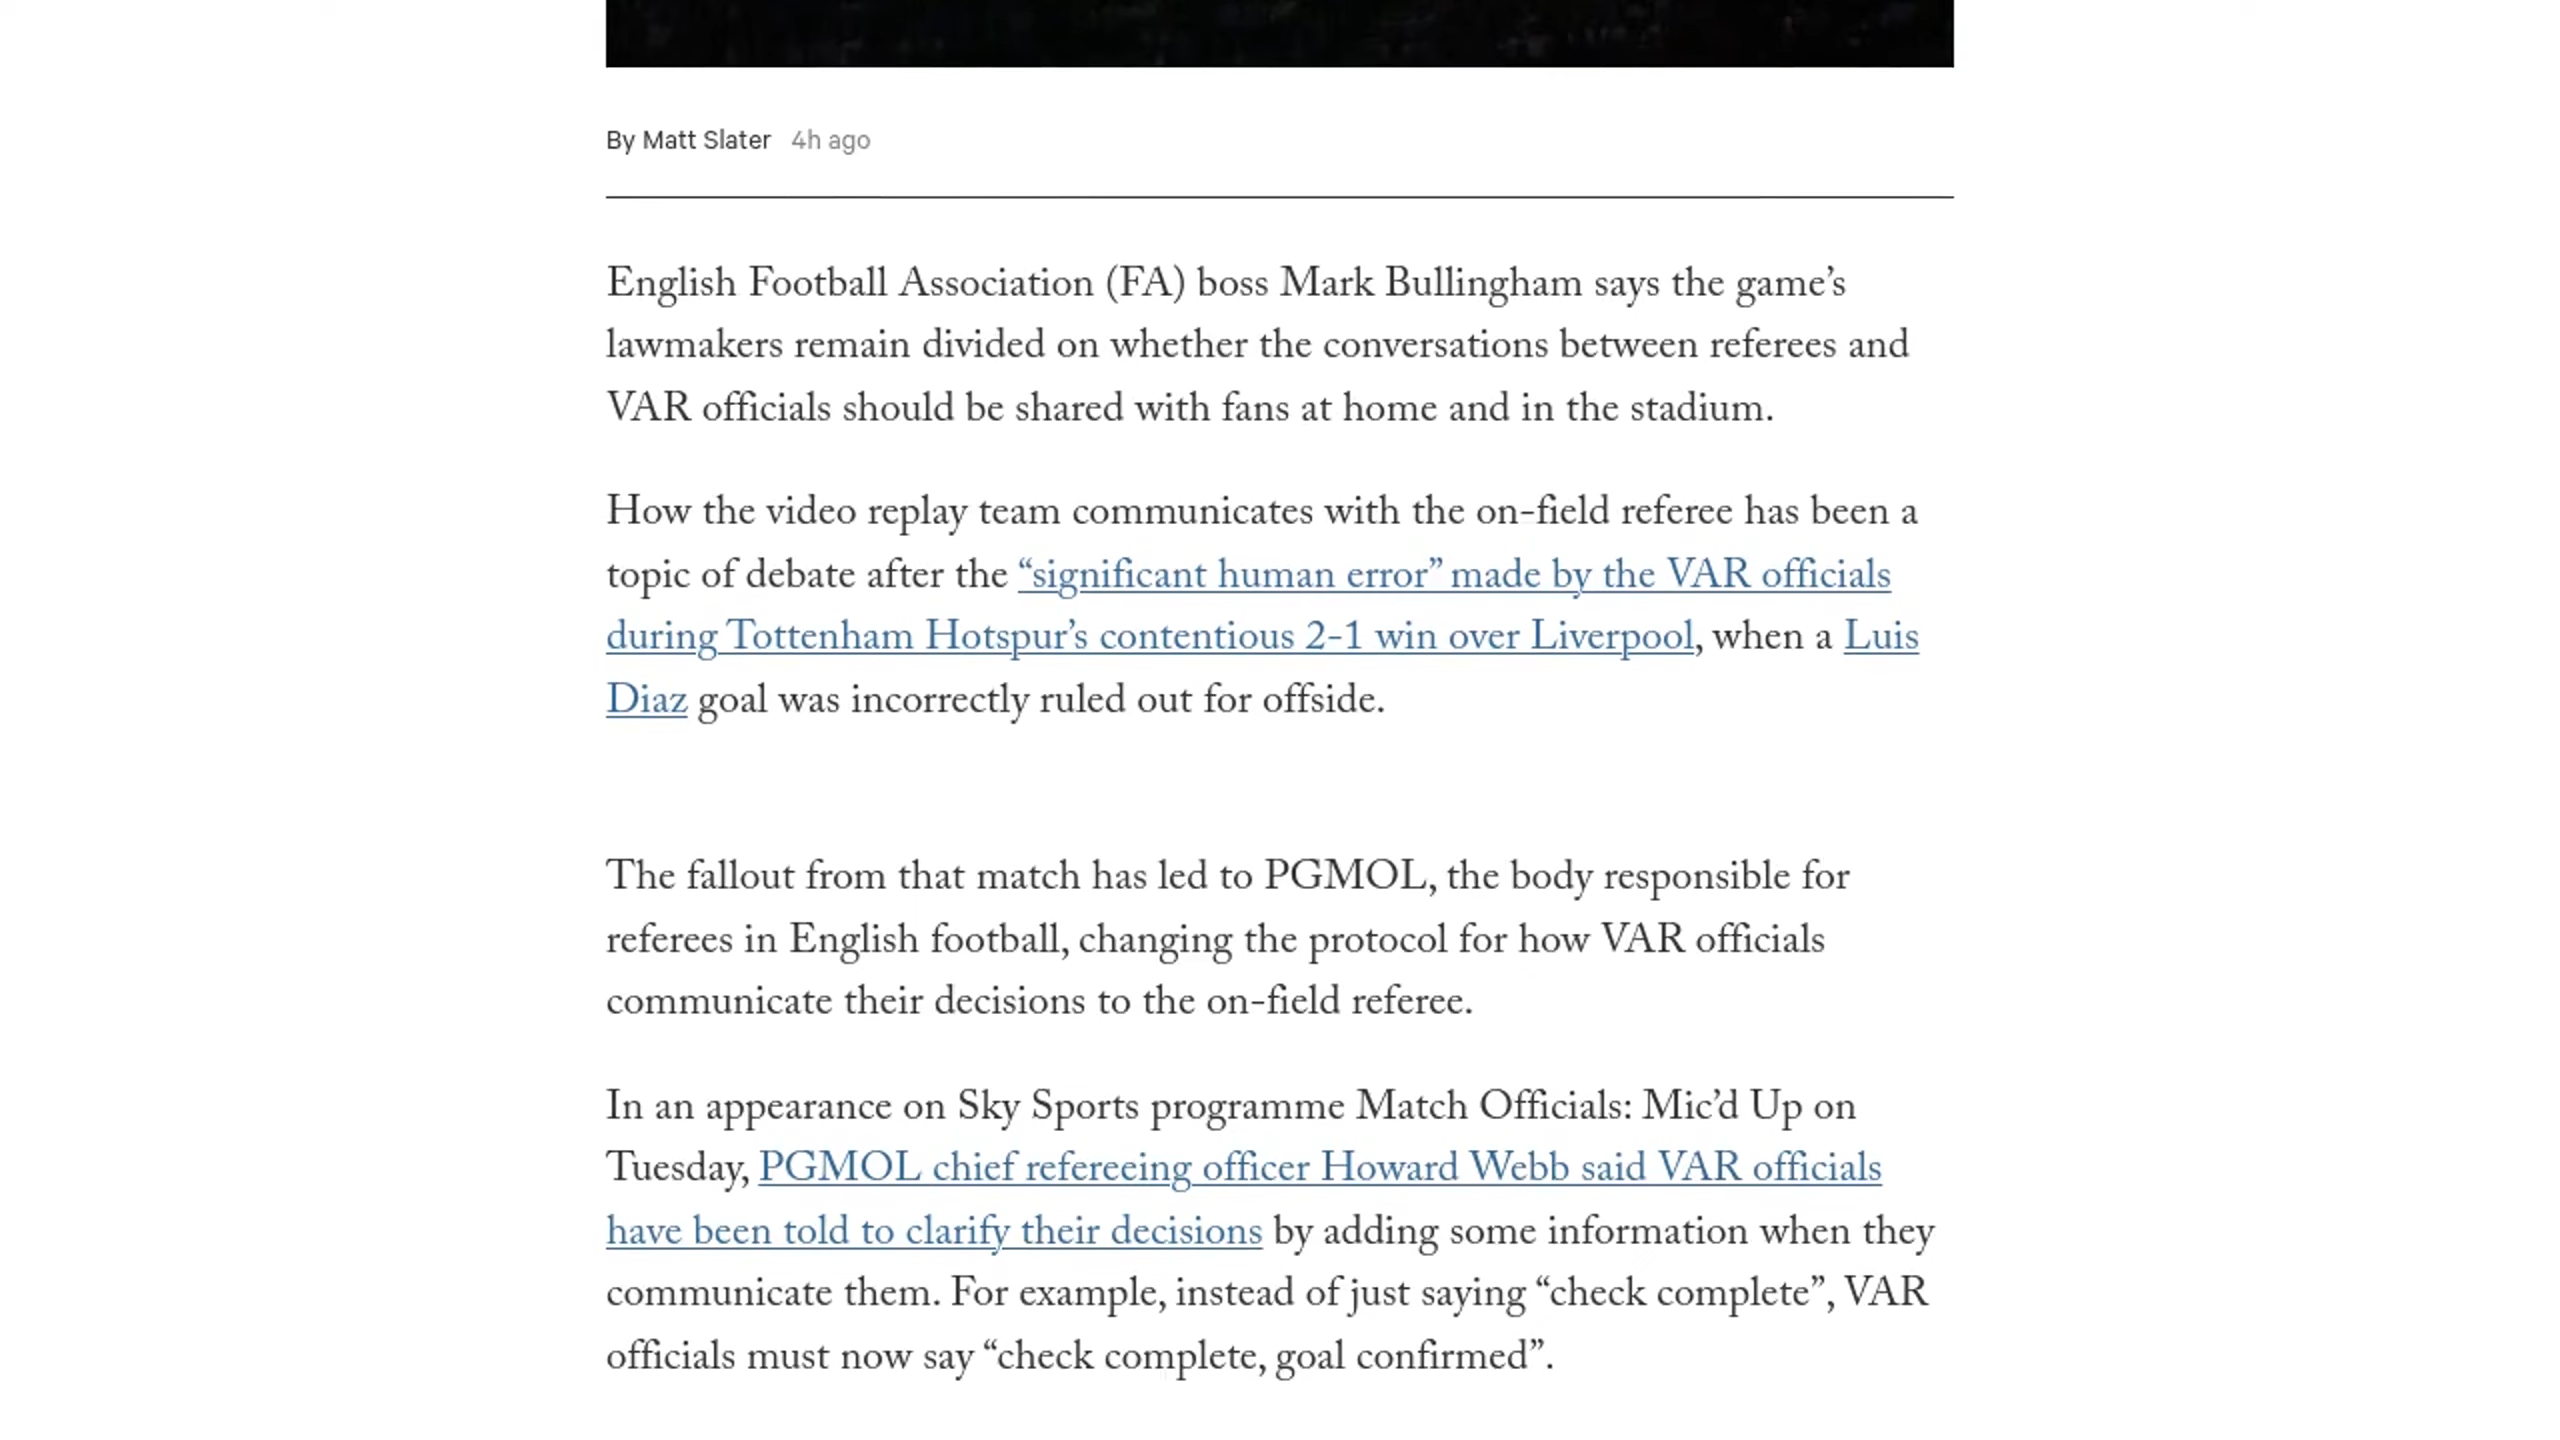 By Matt Slater 4h ago
English Football Association (FA) boss Mark Bullingham says the game’s
lawmakers remain divided on whether the conversations between referees and
VAR officials should be shared with fans at home and in the stadium.
How the video replay team communicates with the on-field referee has been a
topic of debate after the “significant human error” made by the VAR officials
during Tottenham Hotspur’s contentious 2-1 win over Liverpool, when a Luis
Diaz goal was incorrectly ruled out for offside.
The fallout from that match has led to PGMOL, the body responsible for
referees in English football, changing the protocol for how VAR officials
communicate their decisions to the on-field referee.
In an appearance on Sky Sports programme Match Officials: Mic’d Up on
Tuesday, PGMOL chief refereeing officer Howard Webb said VAR officials
have been told to clarify their decisions by adding some information when they
communicate them. For example, instead of just saying “check complete”, VAR
officials must now say “check complete, goal confirmed”.